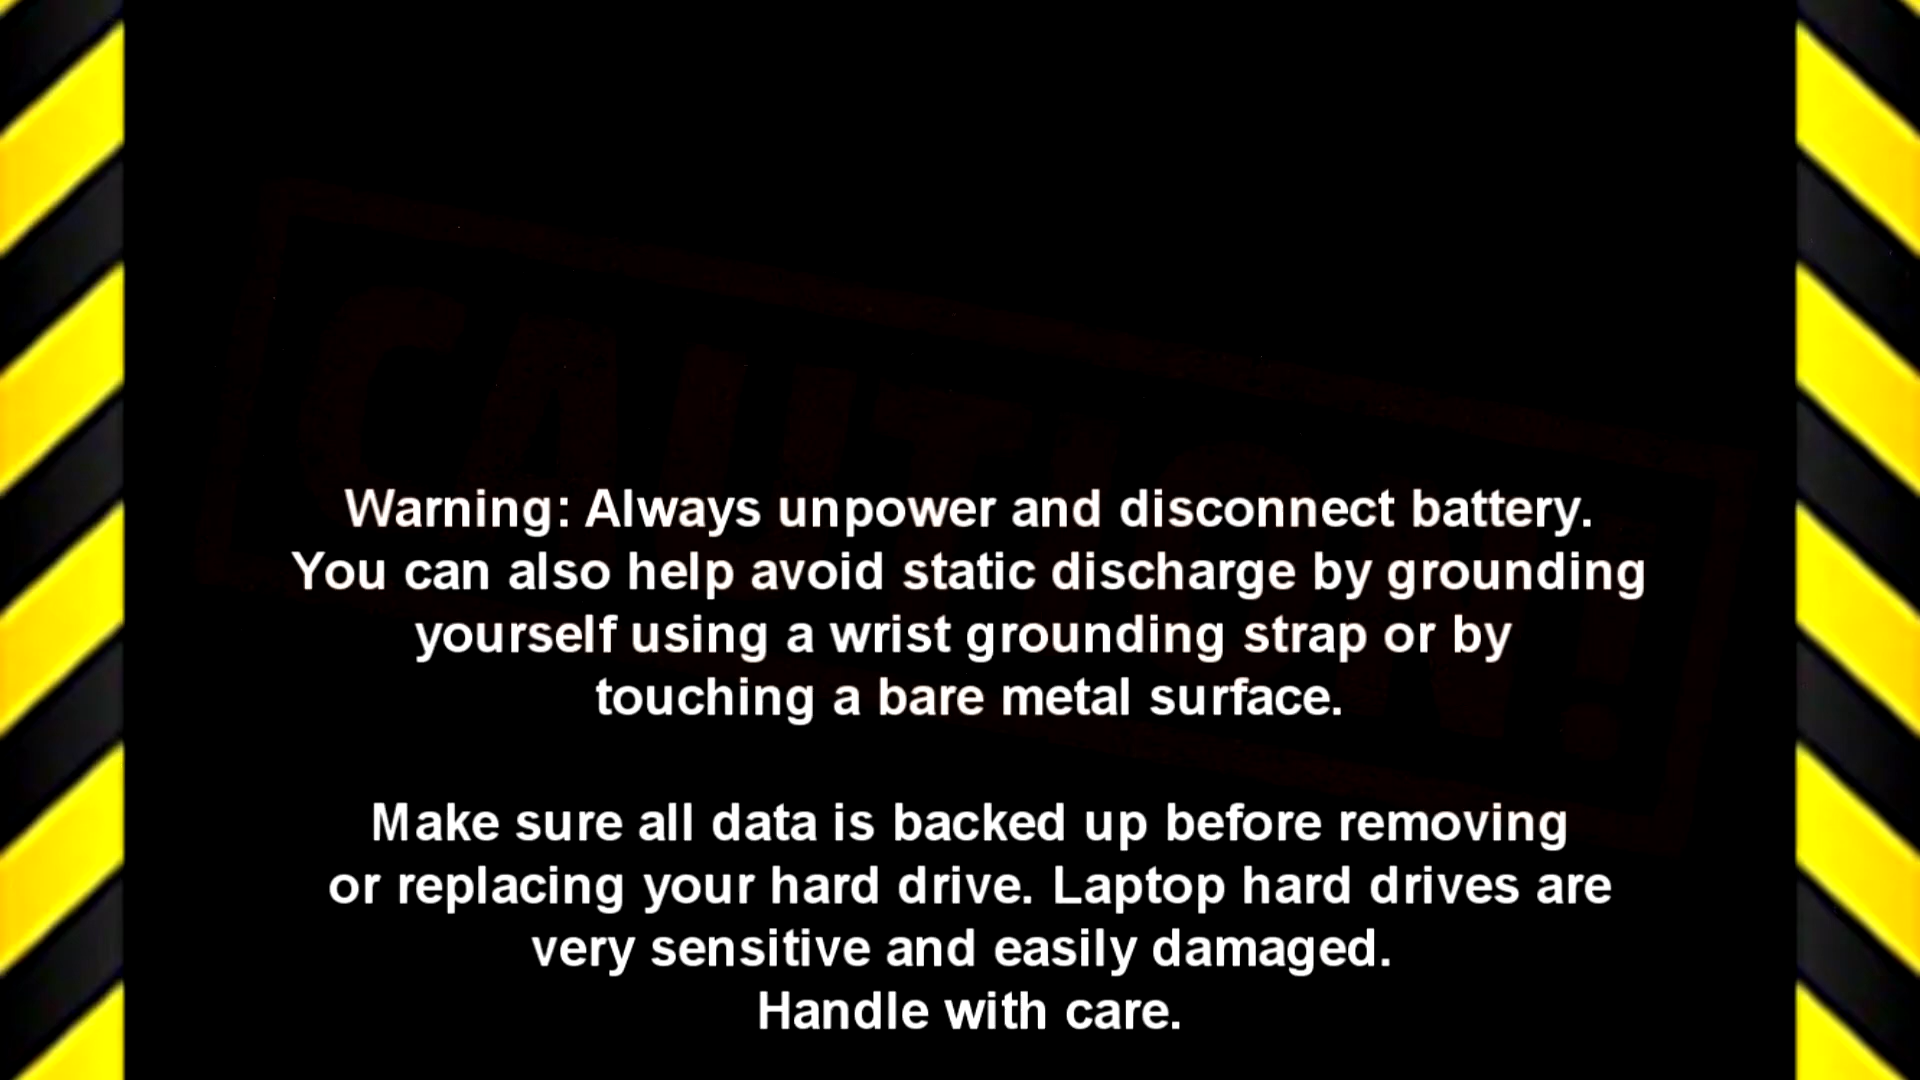 CAUTION!
Warning: Always unpower and disconnect battery.
You can also help avoid static discharge by grounding
yourself using a wrist grounding strap or by
touching a bare metal surface.
Make sure all data is backed up before removing
or replacing your hard drive. Laptop hard drives are
very sensitive and easily damaged.
Handle with care.